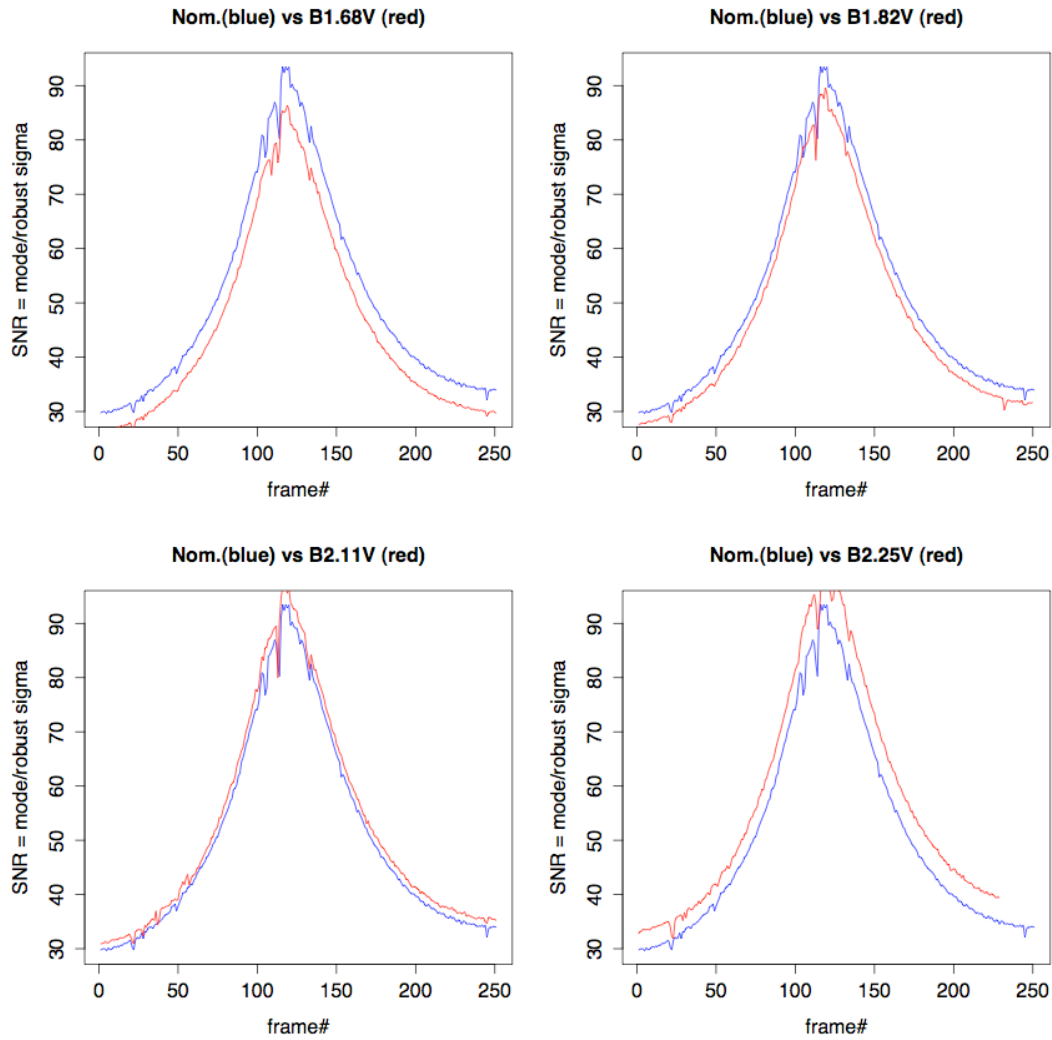 Nom.(blue) vs B1.68V (red)
SNR = mode/robust sigma
90
80
70
60
50
40
30
0 50 100 150 200 250
frame#
Nom.(blue) vs B1.82V (red)
SNR = mode/robust sigma
90
80
70
60
50
40
30
0 50 100 150 200 250
frame#
Nom.(blue) vs B2.11V (red)
SNR = mode/robust sigma
90
80
70
60
50
40
30
0 50 100 150 200 250
frame#
Nom.(blue) vs B2.25V (red)
SNR = mode/robust sigma
90
80
70
60
50
40
30
0 50 100 150 200 250
frame#